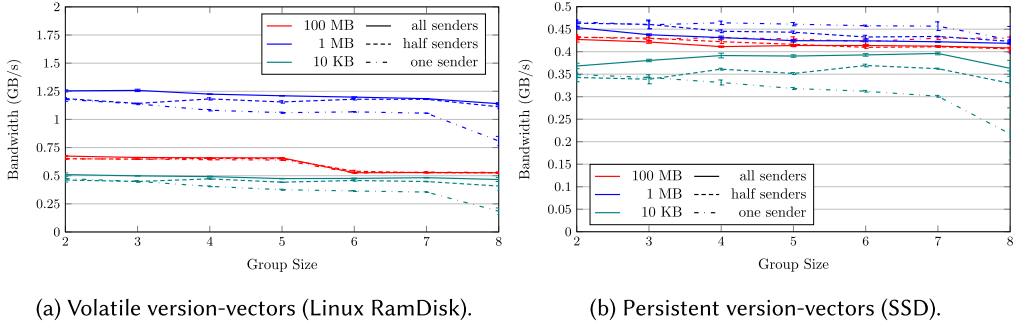 2
1.75
1.5
1.25
1
0.75
0.5
0.25
0
Bandwidth (GB/s)
100 MB all senders
1 MB half senders
10 KB one sender
2 3 4 5 6 7 8
Group Size
(a) Volatile version-vectors (Linux RamDisk).
0.5
0.45
0.4
0.35
0.3
0.25
0.2
0.15
0.1
0.05
0
Bandwidth (GB/s)
100 MB all senders
1 MB half senders
10 KB one sender
2 3 4 5 6 7 8
Group Size
(b) Persistent version-vectors (SSD).